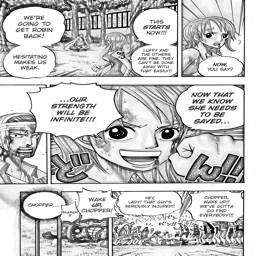 NOW,
YOU SAY?
THIS
STARTS
NOW!!!
LUFFY AND
THE OTHERS
ARE FINE. THEY
CAN'T BE DONE
AWAY WITH
THAT EASILY!!
WE'RE
GOING TO
GET ROBIN
BACK!
HESITATING
MAKES US
WEAK.
NOW THAT
WE KNOW
SHE NEEDS
TO BE
SAVED...
...OUR
STRENGTH
WILL BE
INFINITE!!!
CHOPPER,
WAKE UP!!
WE'VE GOTTA
GO FIND
EVERYBODY!!
HEY
LADY! THAT GUY'S
SERIOUSLY
INJURED!!
WAKE
UP,
CHOPPER!
CHOPPER...